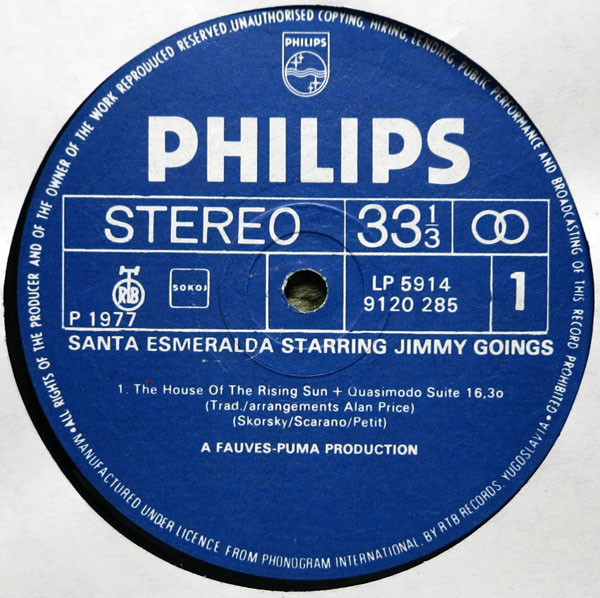 •ALL RIGHTS OF THE PRODUCER AND OF THE OWNER OF THE WORK REPRODUCED RESERVED.UNAUTHORISED COPYING, HIRING, LENDING, PUBLIC PERFORMANCE AND BROADCASTING OF THIS RECORD PROHIBITED•
PHILIPS
PHILIPS
STEREO 33 1/3
RTB SOKOJ LP 5914 1
9120 285
P 1977
SANTA ESMERALDA STARRING JIMMY GOINGS
1. The House Of The Rising Sun + Quasimodo Suite 16,3o
(Trad./arrangements Alan Price)
(Skorsky/Scarano/Petit)
A FAUVES-PUMA PRODUCTION
MANUFACTURED UNDER LICENCE FROM PHONOGRAM INTERNATIONAL. BY RTB RECORDS. YUGOSLAVIA•